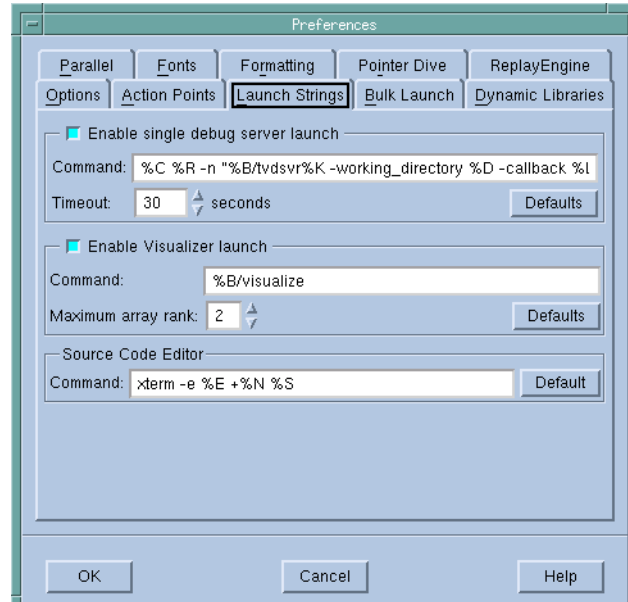 Preferences
Parallel Fonts Formatting Pointer Dive ReplayEngine
Options Action Points Launch Strings Bulk Launch Dynamic Libraries
Enable single debug server launch
Command: %C %R -n "%B/tvdsvr%K -working_directory %D -callback %L
Timeout: 30 seconds Defaults
Enable Visualizer launch
Command: %B/visualize
Maximum array rank: 2 Defaults
Source Code Editor
Command: xterm -e %E +%N %S Default
OK Cancel Help